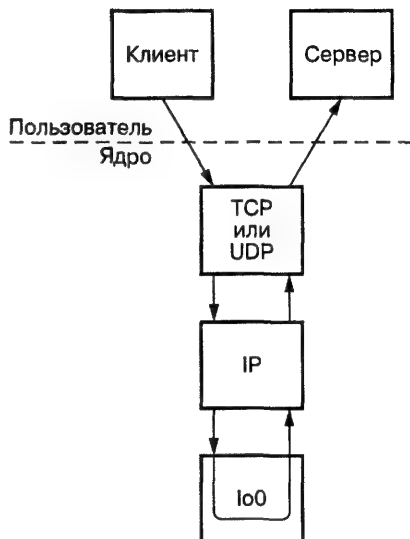 Клиент
Сервер
Пользователь
Ядро
TCP
или
UDP
IP
lo0